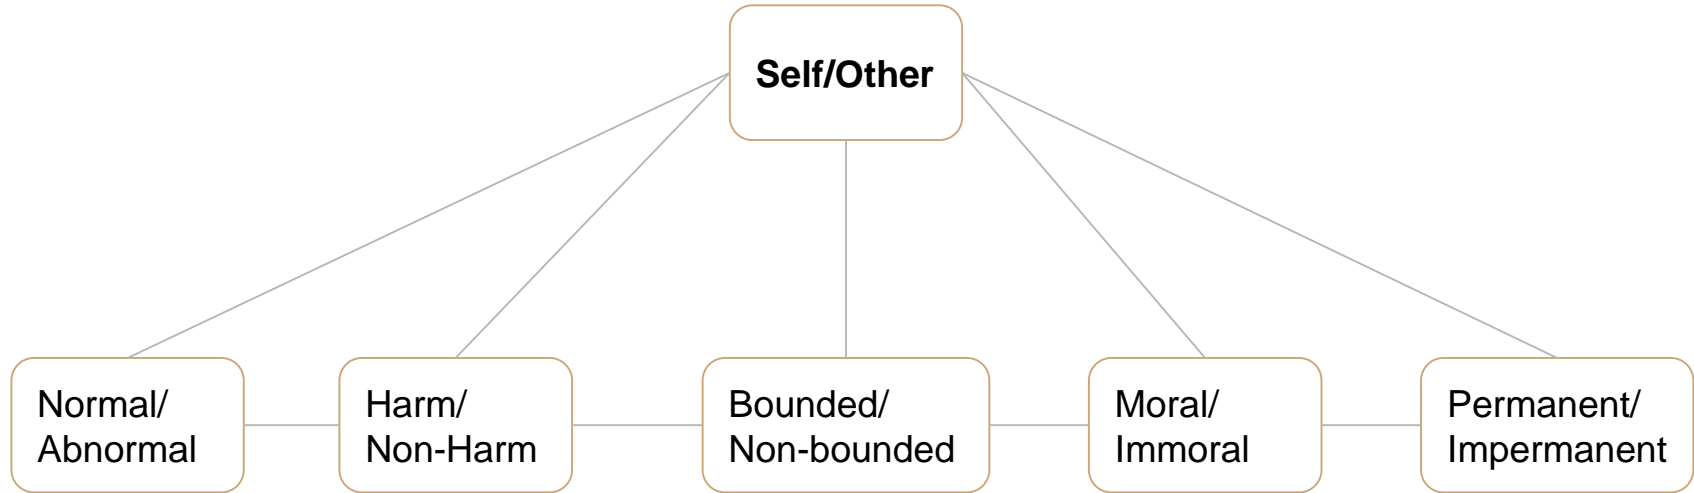 Self/Other
Normal/
Abnormal
Harm/
Non-Harm
Bounded/
Non-bounded
Moral/
Immoral
Permanent/
Impermanent